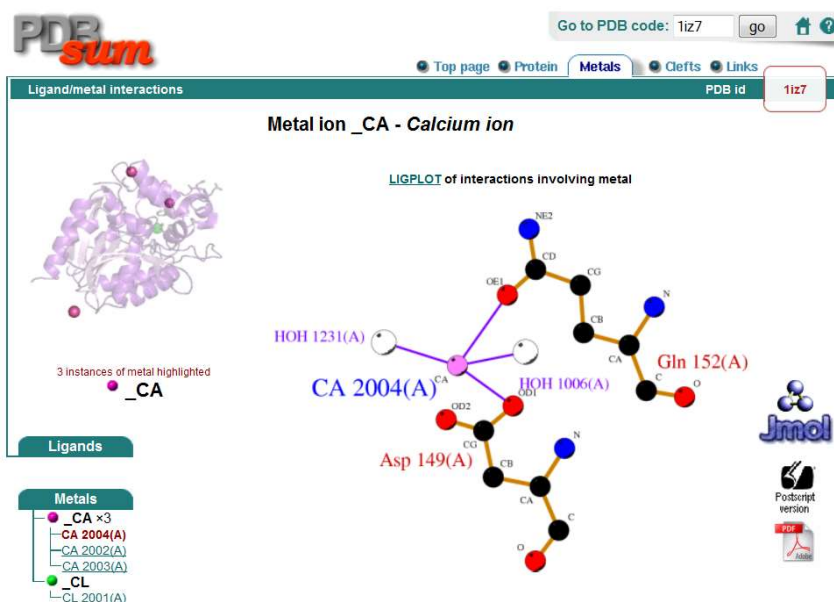 PDBsum
Go to PDB code: 1iz7 go
Top page Protein Metals Clefts Links
Ligand/metal interactions
PDB id 1iz7
Metal ion _CA - Calcium ion
LIGPLOT of interactions involving metal
NE2
CD
CG
OE1
N
CB
HOH 1231(A)
CA
Gln 152(A)
3 instances of metal highlighted
_CA
CA
C
O
CA 2004(A)
HOH 1006(A)
OD1
OD2
CG
N
Asp 149(A)
CB
CA
C
O
Jmol
Postscript
version
PDF
Adobe
Ligands
Metals
_CA ×3
CA 2004(A)
CA 2002(A)
CA 2003(A)
_CL
CL 2001(A)